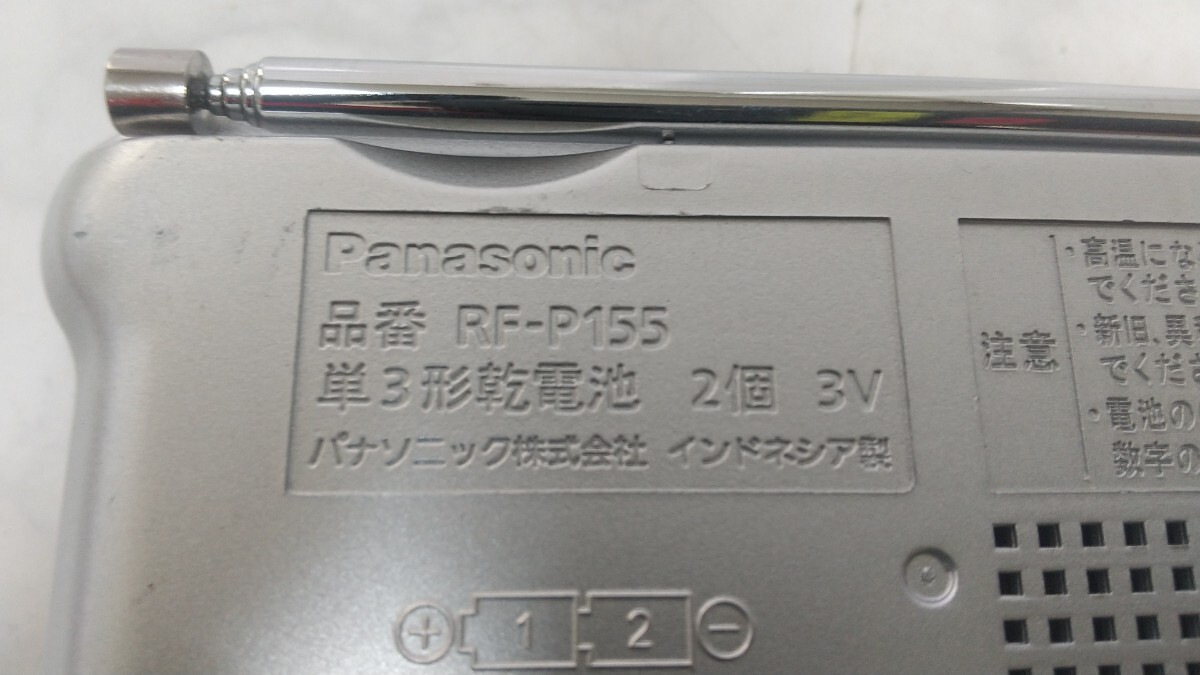 Panasonic
品番 RF-P155
単3形乾電池 2個 3V
パナソニック株式会社 インドネシア製
注意
・高温にな
でくださ
・新旧、異
でくださ
・電池の
数字の
⊕ 1 2 ⊖